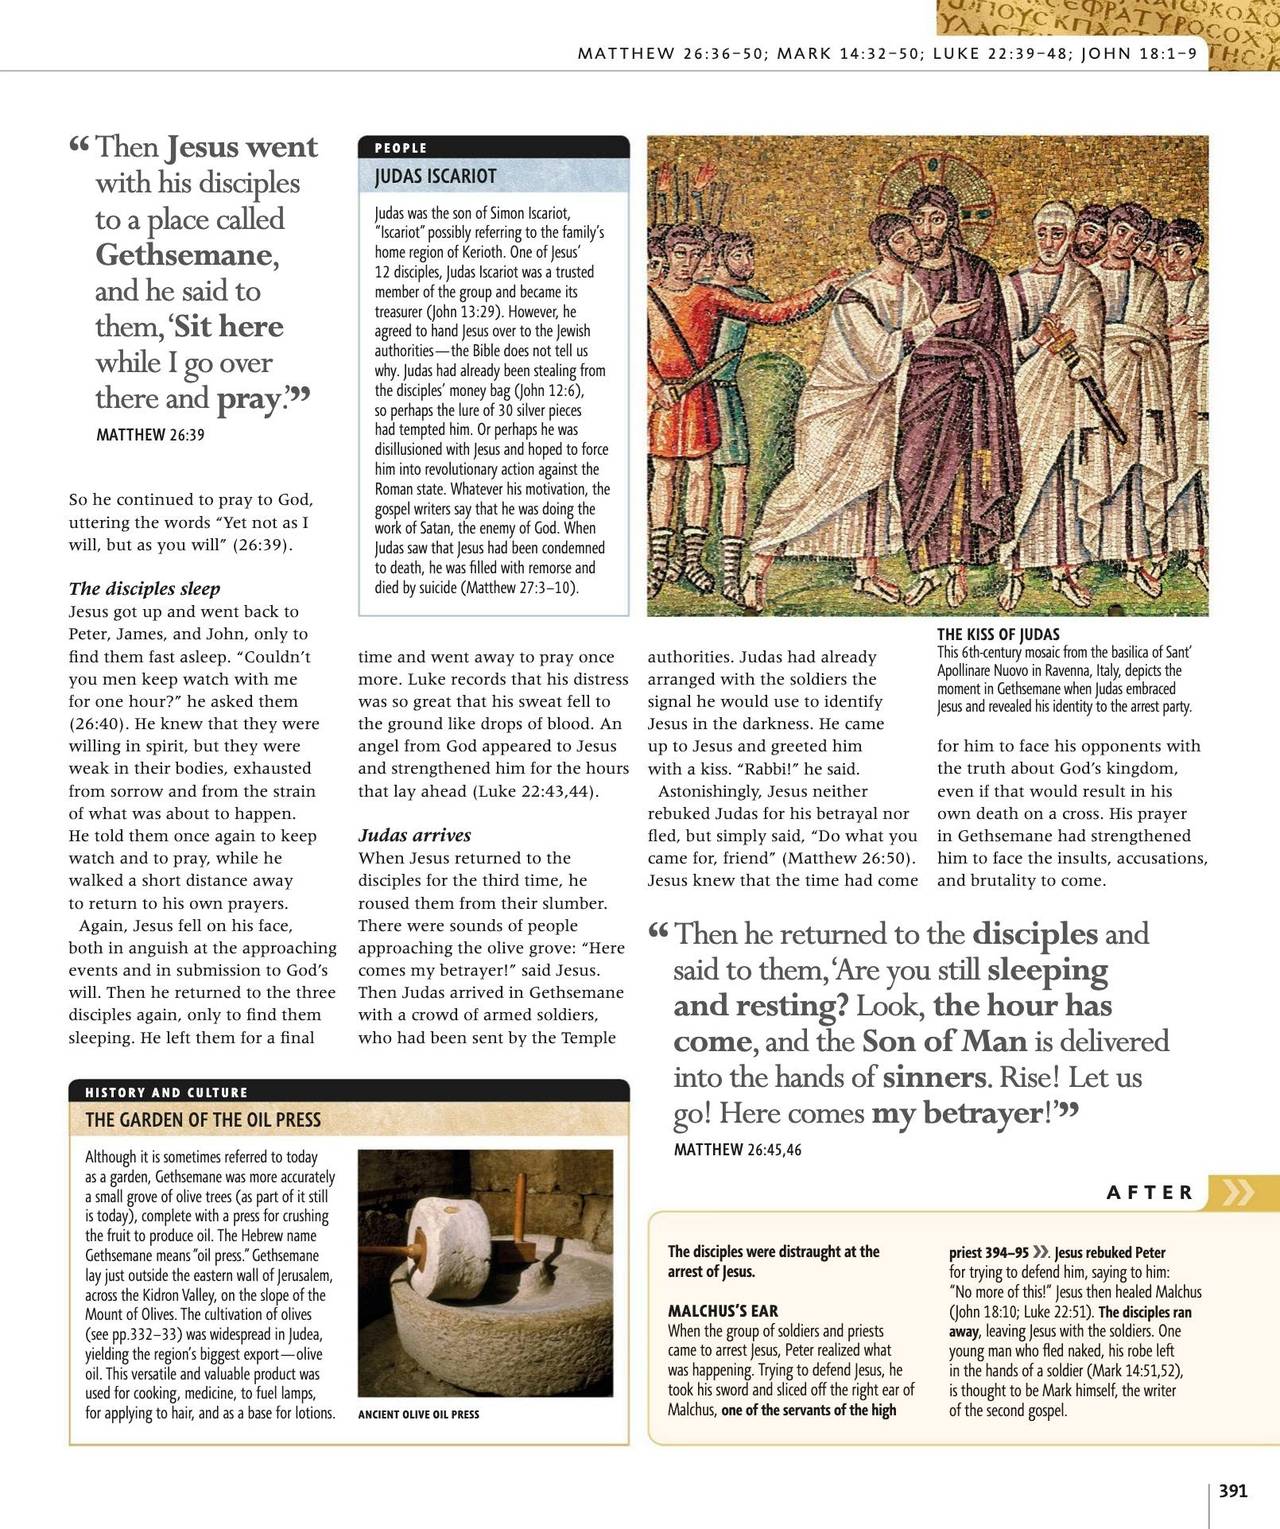 MATTHEW 26:36–50; MARK 14:32–50; LUKE 22:39–48; JOHN 18:1–9
“Then Jesus went
with his disciples
to a place called
Gethsemane,
and he said to
them, ‘Sit here
while I go over
there and pray.’”
MATTHEW 26:39
So he continued to pray to God,
uttering the words “Yet not as I
will, but as you will” (26:39).
The disciples sleep
Jesus got up and went back to
Peter, James, and John, only to
find them fast asleep. “Couldn’t
you men keep watch with me
for one hour?” he asked them
(26:40). He knew that they were
willing in spirit, but they were
weak in their bodies, exhausted
from sorrow and from the strain
of what was about to happen.
He told them once again to keep
watch and to pray, while he
walked a short distance away
to return to his own prayers.
Again, Jesus fell on his face,
both in anguish at the approaching
events and in submission to God’s
will. Then he returned to the three
disciples again, only to find them
sleeping. He left them for a final
PEOPLE
JUDAS ISCARIOT
Judas was the son of Simon Iscariot,
“Iscariot” possibly referring to the family’s
home region of Kerioth. One of Jesus’
12 disciples, Judas Iscariot was a trusted
member of the group and became its
treasurer (John 13:29). However, he
agreed to hand Jesus over to the Jewish
authorities—the Bible does not tell us
why. Judas had already been stealing from
the disciples’ money bag (John 12:6),
so perhaps the lure of 30 silver pieces
had tempted him. Or perhaps he was
disillusioned with Jesus and hoped to force
him into revolutionary action against the
Roman state. Whatever his motivation, the
gospel writers say that he was doing the
work of Satan, the enemy of God. When
Judas saw that Jesus had been condemned
to death, he was filled with remorse and
died by suicide (Matthew 27:3–10).
time and went away to pray once
more. Luke records that his distress
was so great that his sweat fell to
the ground like drops of blood. An
angel from God appeared to Jesus
and strengthened him for the hours
that lay ahead (Luke 22:43,44).
Judas arrives
When Jesus returned to the
disciples for the third time, he
roused them from their slumber.
There were sounds of people
approaching the olive grove: “Here
comes my betrayer!” said Jesus.
Then Judas arrived in Gethsemane
with a crowd of armed soldiers,
who had been sent by the Temple
authorities. Judas had already
arranged with the soldiers the
signal he would use to identify
Jesus in the darkness. He came
up to Jesus and greeted him
with a kiss. “Rabbi!” he said.
Astonishingly, Jesus neither
rebuked Judas for his betrayal nor
fled, but simply said, “Do what you
came for, friend” (Matthew 26:50).
Jesus knew that the time had come
THE KISS OF JUDAS
This 6th-century mosaic from the basilica of Sant’
Apollinare Nuovo in Ravenna, Italy, depicts the
moment in Gethsemane when Judas embraced
Jesus and revealed his identity to the arrest party.
for him to face his opponents with
the truth about God’s kingdom,
even if that would result in his
own death on a cross. His prayer
in Gethsemane had strengthened
him to face the insults, accusations,
and brutality to come.
“Then he returned to the disciples and
said to them, ‘Are you still sleeping
and resting? Look, the hour has
come, and the Son of Man is delivered
into the hands of sinners. Rise! Let us
go! Here comes my betrayer!’”
MATTHEW 26:45,46
HISTORY AND CULTURE
THE GARDEN OF THE OIL PRESS
Although it is sometimes referred to today
as a garden, Gethsemane was more accurately
a small grove of olive trees (as part of it still
is today), complete with a press for crushing
the fruit to produce oil. The Hebrew name
Gethsemane means “oil press.” Gethsemane
lay just outside the eastern wall of Jerusalem,
across the Kidron Valley, on the slope of the
Mount of Olives. The cultivation of olives
(see pp.332–33) was widespread in Judea,
yielding the region’s biggest export—olive
oil. This versatile and valuable product was
used for cooking, medicine, to fuel lamps,
for applying to hair, and as a base for lotions.
ANCIENT OLIVE OIL PRESS
AFTER »
The disciples were distraught at the
arrest of Jesus.
MALCHUS’S EAR
When the group of soldiers and priests
came to arrest Jesus, Peter realized what
was happening. Trying to defend Jesus, he
took his sword and sliced off the right ear of
Malchus, one of the servants of the high
priest 394–95 ». Jesus rebuked Peter
for trying to defend him, saying to him:
“No more of this!” Jesus then healed Malchus
(John 18:10; Luke 22:51). The disciples ran
away, leaving Jesus with the soldiers. One
young man who fled naked, his robe left
in the hands of a soldier (Mark 14:51,52),
is thought to be Mark himself, the writer
of the second gospel.
391